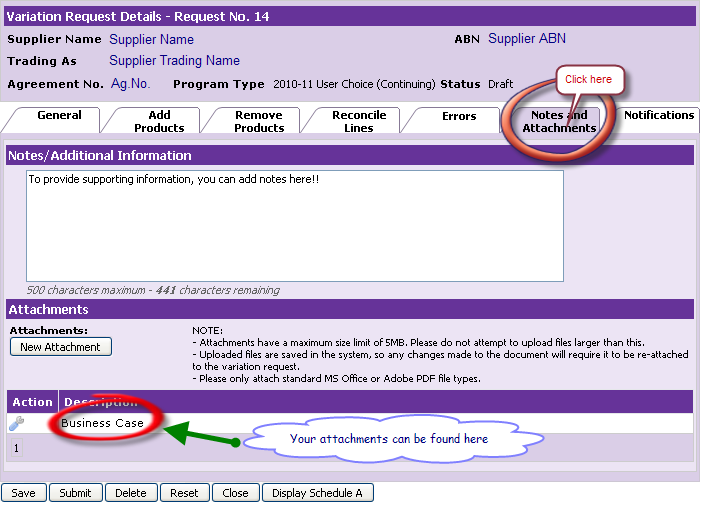 Variation Request Details - Request No. 14
Supplier Name Supplier Name ABN Supplier ABN
Trading As Supplier Trading Name
Agreement No. Ag.No. Program Type 2010-11 User Choice (Continuing) Status Draft
Click here
General
Add
Products
Remove
Products
Reconcile
Lines
Errors
Notes and
Attachments
Notifications
Notes/Additional Information
To provide supporting information, you can add notes here!!
500 characters maximum - 441 characters remaining
Attachments
Attachments:
New Attachment
NOTE:
- Attachments have a maximum size limit of 5MB. Please do not attempt to upload files larger than this.
- Uploaded files are saved in the system, so any changes made to the document will require it to be re-attached
to the variation request.
- Please only attach standard MS Office or Adobe PDF file types.
Action Description
Business Case
Your attachments can be found here
1
Save Submit Delete Reset Close Display Schedule A